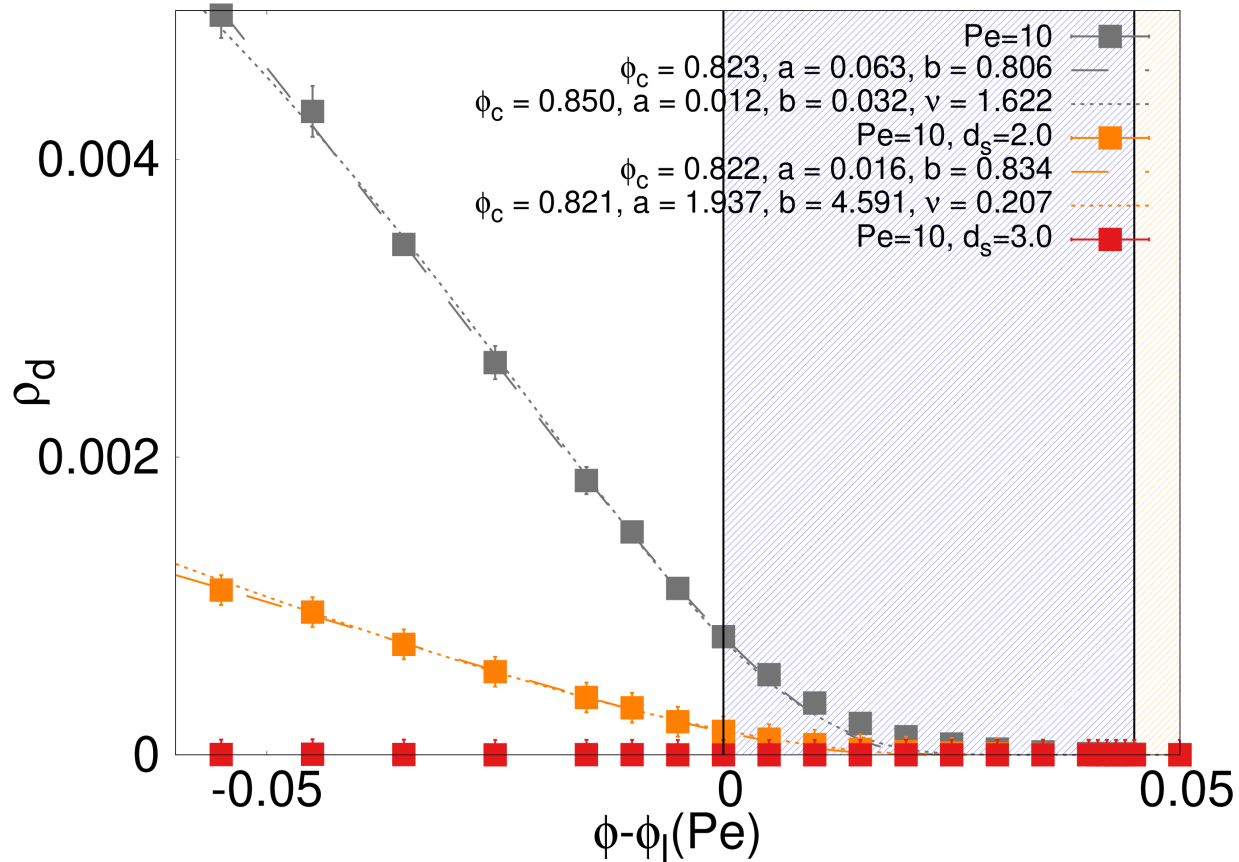 Pe=10
ϕc = 0.823, a = 0.063, b = 0.806
ϕc = 0.850, a = 0.012, b = 0.032, ν = 1.622
Pe=10, ds=2.0
ϕc = 0.822, a = 0.016, b = 0.834
ϕc = 0.821, a = 1.937, b = 4.591, ν = 0.207
Pe=10, ds=3.0
0.004
ρd
0.002
0
-0.05
0
0.05
ϕ-ϕl(Pe)